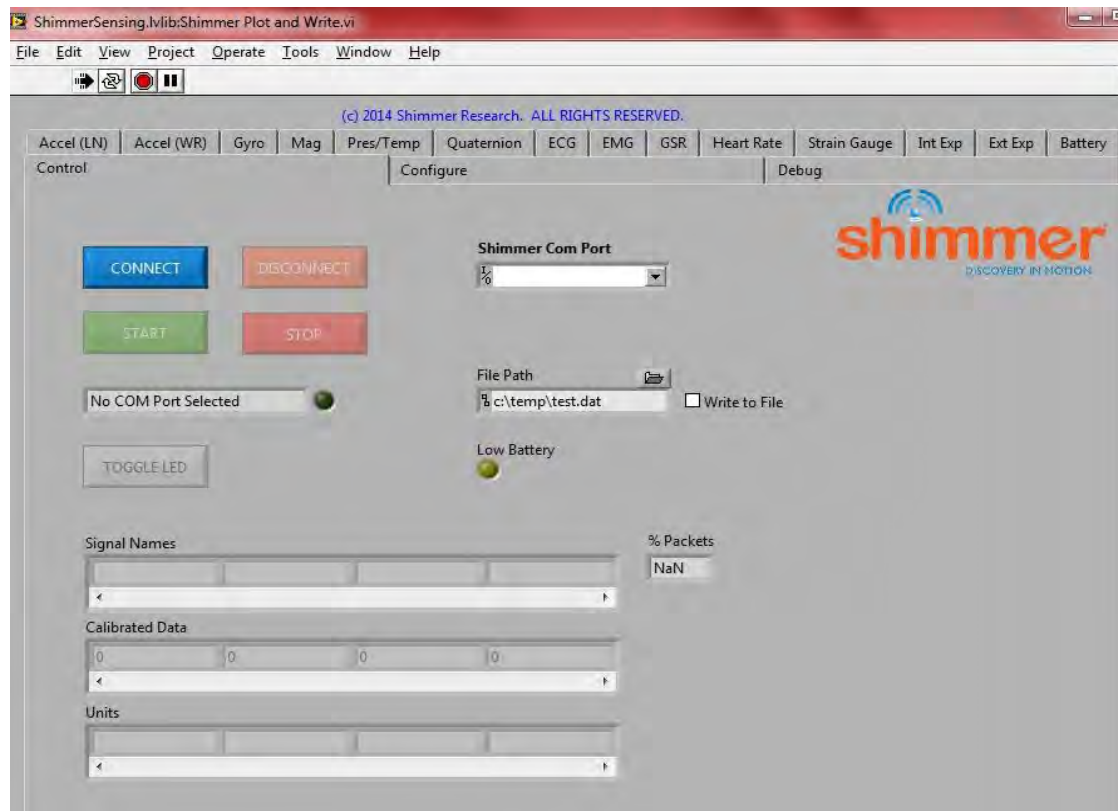 ShimmerSensing.lvlib:Shimmer Plot and Write.vi
File Edit View Project Operate Tools Window Help
(c) 2014 Shimmer Research. ALL RIGHTS RESERVED.
Accel (LN) Accel (WR) Gyro Mag Pres/Temp Quaternion ECG EMG GSR Heart Rate Strain Gauge Int Exp Ext Exp Battery
Control Configure Debug
shimmer
DISCOVERY IN MOTION
CONNECT DISCONNECT
Shimmer Com Port
START STOP
File Path
No COM Port Selected
c:\temp\test.dat
Write to File
TOGGLE LED
Low Battery
Signal Names
% Packets
NaN
Calibrated Data
0 0 0 0
Units